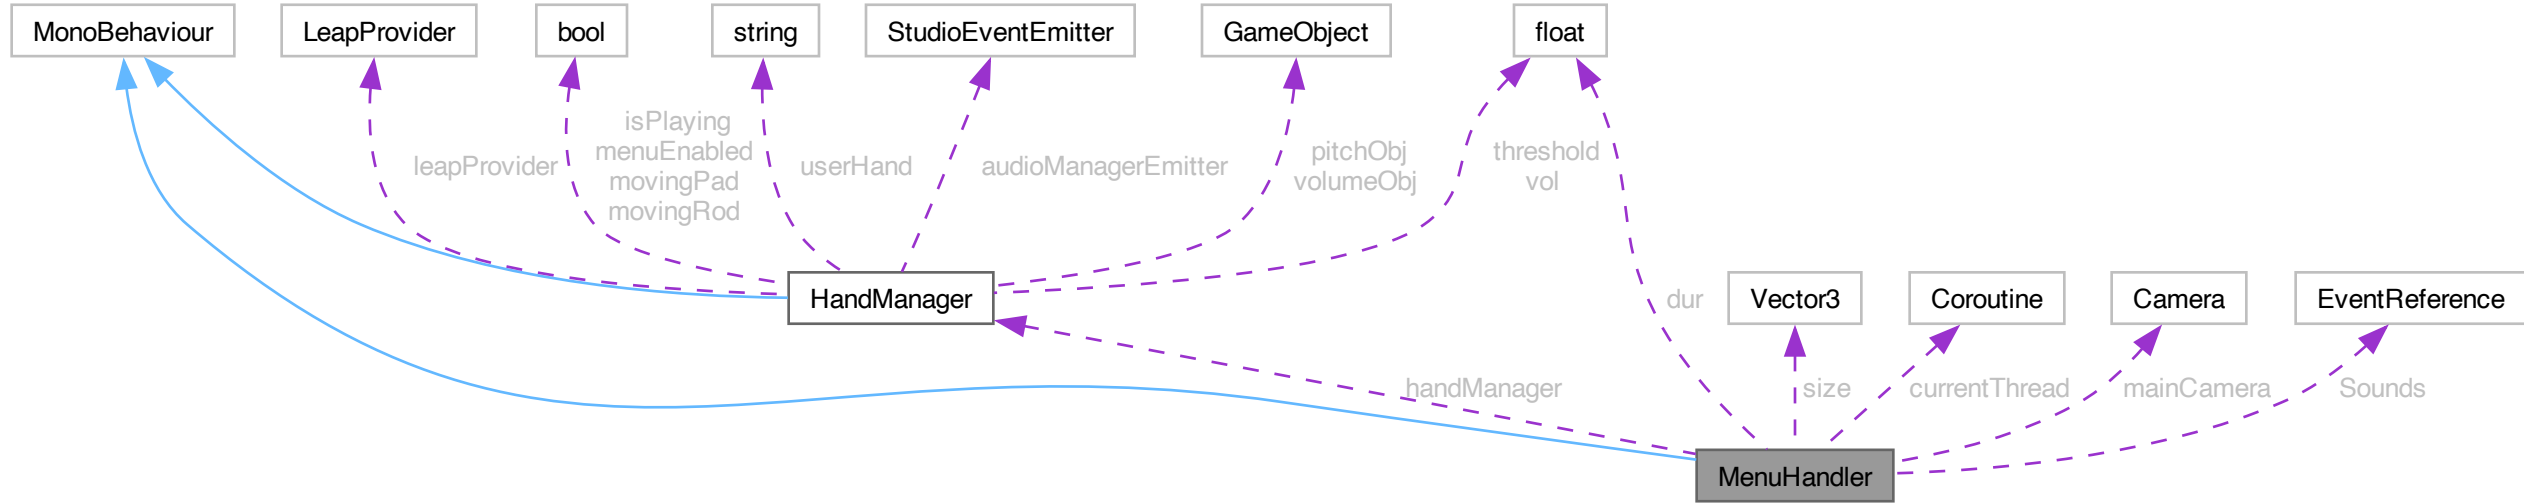 MonoBehaviour
LeapProvider
bool
string
StudioEventEmitter
GameObject
float
leapProvider
isPlaying
menuEnabled
movingPad
movingRod
userHand
audioManagerEmitter
pitchObj
volumeObj
threshold
vol
HandManager
dur
Vector3
Coroutine
Camera
EventReference
handManager
size
currentThread
mainCamera
Sounds
MenuHandler